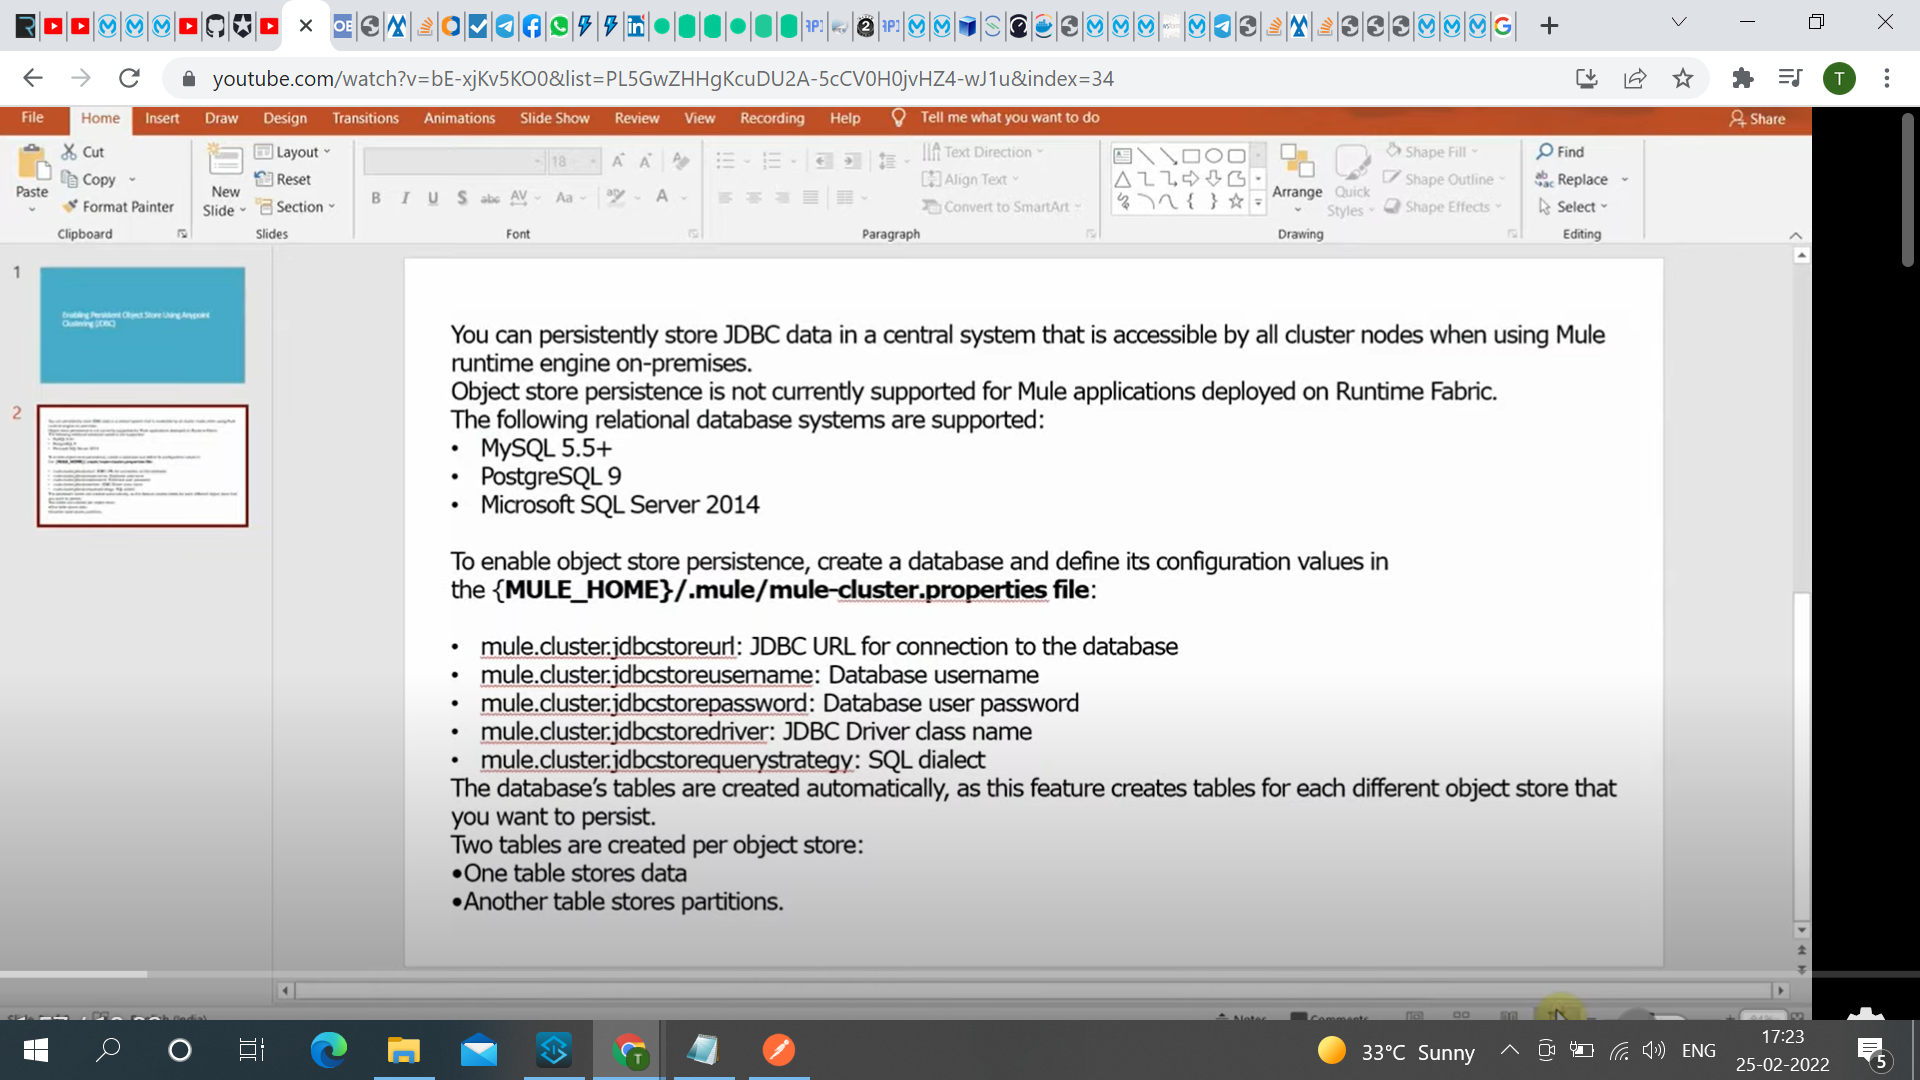 youtube.com/watch?v=bE-xjKv5KO0&list=PL5GwZHHgKcuDU2A-5cCV0H0jvHZ4-wJ1u&index=34
T
File Home Insert Draw Design Transitions Animations Slide Show Review View Recording Help Tell me what you want to do Share
Paste
Cut
Copy
Format Painter
Clipboard
New
Slide
Layout
Reset
Section
Slides
18
B I U S abc AV Aa A
Font
Text Direction
Align Text
Convert to SmartArt
Paragraph
Arrange
Quick
Styles
Shape Fill
Shape Outline
Shape Effects
Drawing
Find
Replace
Select
Editing
1
Enabling Persistent Object Store Using Anypoint
Clustering (JDBC)
2
You can persistently store JDBC data in a central system that is accessible by all cluster nodes when using Mule
runtime engine on-premises.
Object store persistence is not currently supported for Mule applications deployed on Runtime Fabric.
The following relational database systems are supported:
• MySQL 5.5+
• PostgreSQL 9
• Microsoft SQL Server 2014
To enable object store persistence, create a database and define its configuration values in
the {MULE_HOME}/.mule/mule-cluster.properties file:
• mule.cluster.jdbcstoreurl: JDBC URL for connection to the database
• mule.cluster.jdbcstoreusername: Database username
• mule.cluster.jdbcstorepassword: Database user password
• mule.cluster.jdbcstoredriver: JDBC Driver class name
• mule.cluster.jdbcstorequerystrategy: SQL dialect
The database's tables are created automatically, as this feature creates tables for each different object store that
you want to persist.
Two tables are created per object store:
•One table stores data
•Another table stores partitions.
Notes Comments
33°C Sunny
ENG
17:23
25-02-2022
5